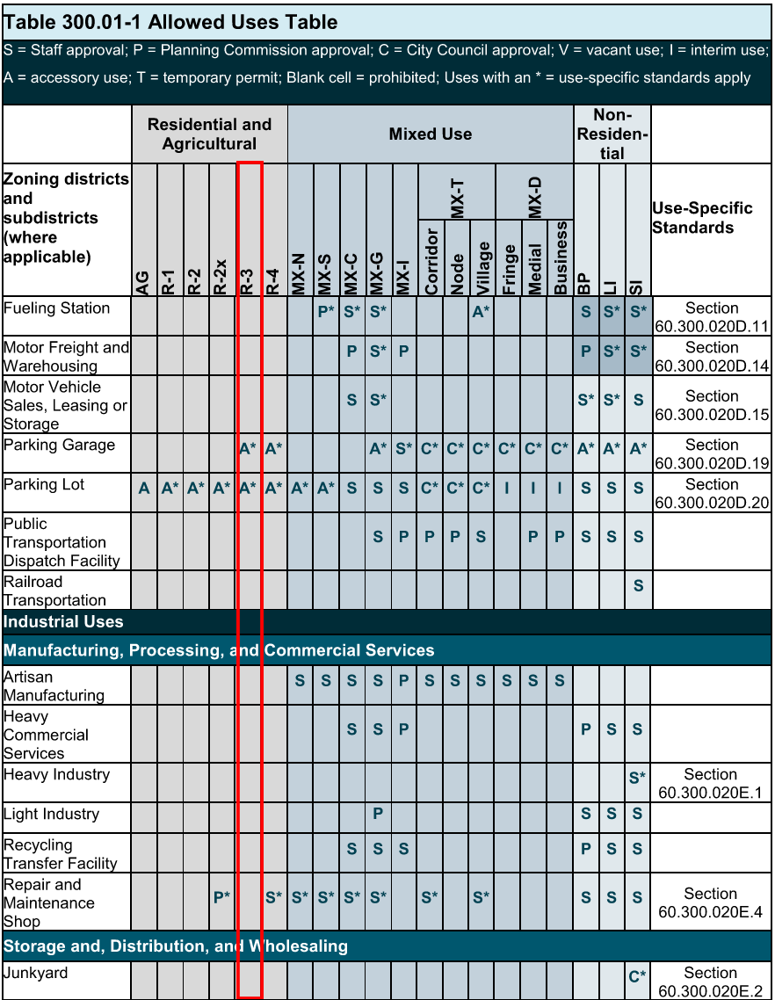 Table 300.01-1 Allowed Uses Table
S = Staff approval; P = Planning Commission approval; C = City Council approval; V = vacant use; I = interim use;
A = accessory use; T = temporary permit; Blank cell = prohibited; Uses with an * = use-specific standards apply
Residential and
Agricultural
Mixed Use
Non-
Residen-
tial
Zoning districts
and
subdistricts
(where
applicable)
AG
R-1
R-2
R-2x
R-3
R-4
MX-N
MX-S
MX-C
MX-G
MX-I
MX-T
Corridor
Node
Village
MX-D
Fringe
Medial
Business
BP
LI
SI
Use-Specific
Standards
Fueling Station P* S* S* A* S S* S* Section
60.300.020D.11
Motor Freight and
Warehousing P S* P P S* S* Section
60.300.020D.14
Motor Vehicle
Sales, Leasing or
Storage S S* S* S* S Section
60.300.020D.15
Parking Garage A* A* A* S* C* C* C* C* C* C* A* A* A* Section
60.300.020D.19
Parking Lot A A* A* A* A* A* A* A* S S S C* C* C* I I I S S S Section
60.300.020D.20
Public
Transportation
Dispatch Facility S P P P S P P S S S
Railroad
Transportation S
Industrial Uses
Manufacturing, Processing, and Commercial Services
Artisan
Manufacturing S S S S P S S S S S S
Heavy
Commercial
Services S S P P S S
Heavy Industry S* Section
60.300.020E.1
Light Industry P S S S
Recycling
Transfer Facility S S S P S S
Repair and
Maintenance
Shop P* S* S* S* S* S* S* S* S S S Section
60.300.020E.4
Storage and, Distribution, and Wholesaling
Junkyard C* Section
60.300.020E.2